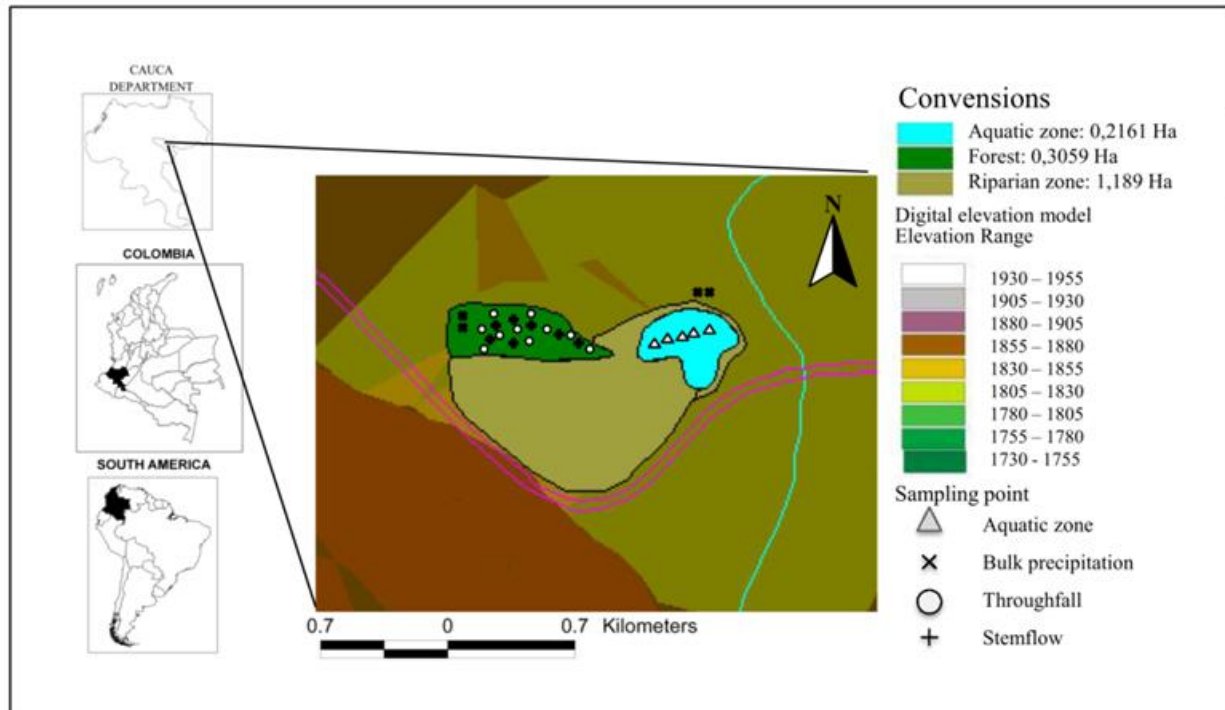 CAUCA
DEPARTMENT
COLOMBIA
SOUTH AMERICA
N
0.7 0 0.7 Kilometers
Convensions
Aquatic zone: 0,2161 Ha
Forest: 0,3059 Ha
Riparian zone: 1,189 Ha
Digital elevation model
Elevation Range
1930 – 1955
1905 – 1930
1880 – 1905
1855 – 1880
1830 – 1855
1805 – 1830
1780 – 1805
1755 – 1780
1730 - 1755
Sampling point
Aquatic zone
Bulk precipitation
Throughfall
Stemflow